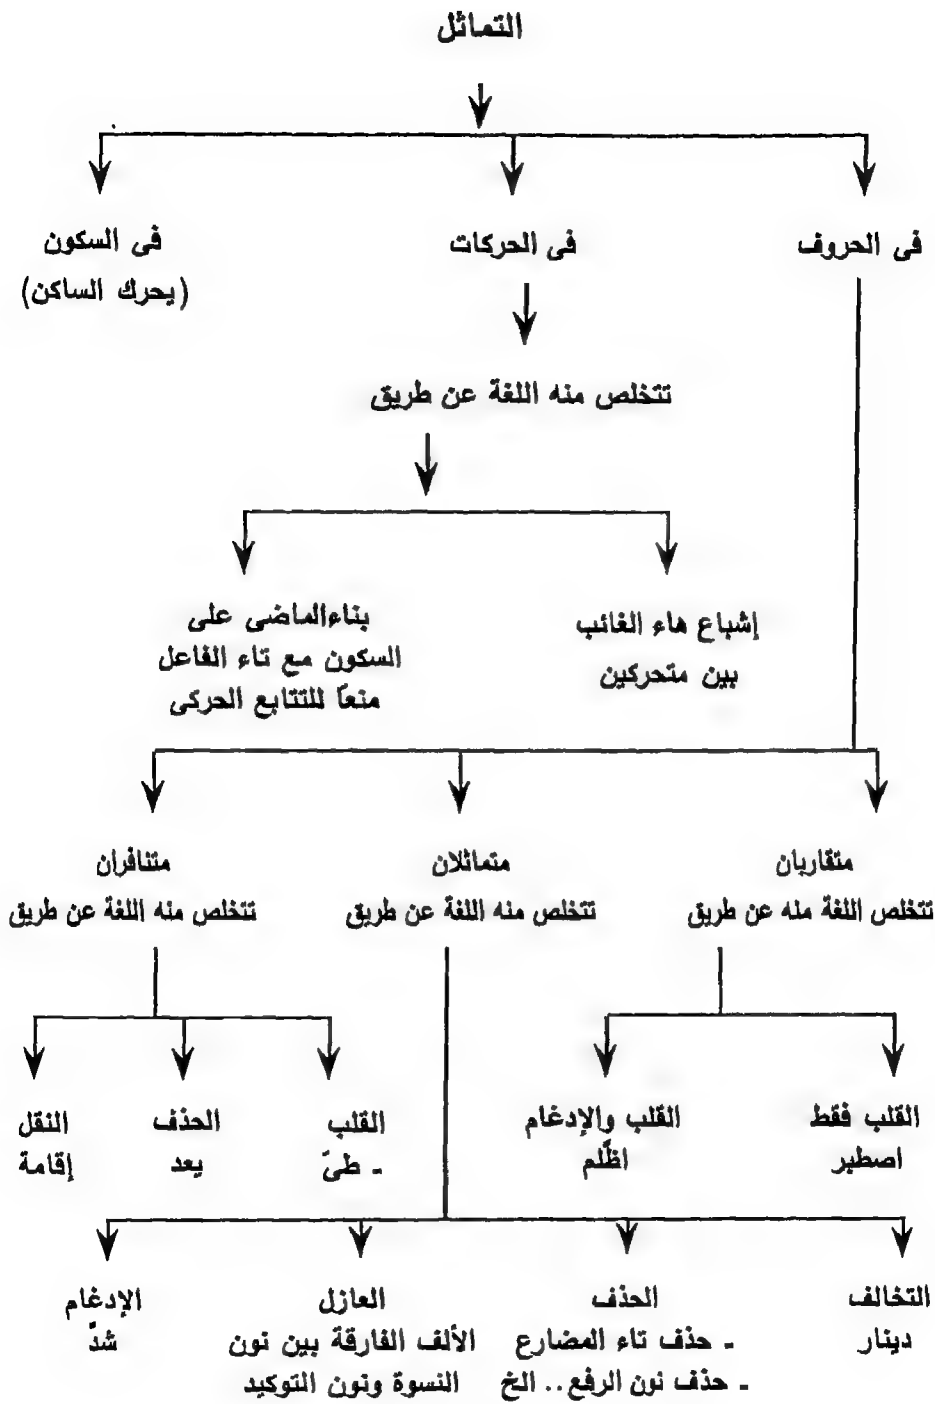 التماثل
فى الحروف
فى الحركات
فى السكون
(يحرك الساكن)
تتخلص منه اللغة عن طريق
إشباع هاء الغائب
بين متحركين
بناءالماضى على
السكون مع تاء الفاعل
منعًا للتتابع الحركى
متقاربان
تتخلص اللغة منه عن طريق
متماثلان
تتخلص منه اللغة عن طريق
متنافران
تتخلص منه اللغة عن طريق
القلب فقط
اصطبر
القلب والإدغام
اظَّلم
القلب
ـ طىّ
الحذف
يعد
النقل
إقامة
التخالف
دينار
الحذف
ـ حذف تاء المضارع
ـ حذف نون الرفع.. الخ
العازل
الألف الفارقة بين نون
النسوة ونون التوكيد
الإدغام
شدَّ